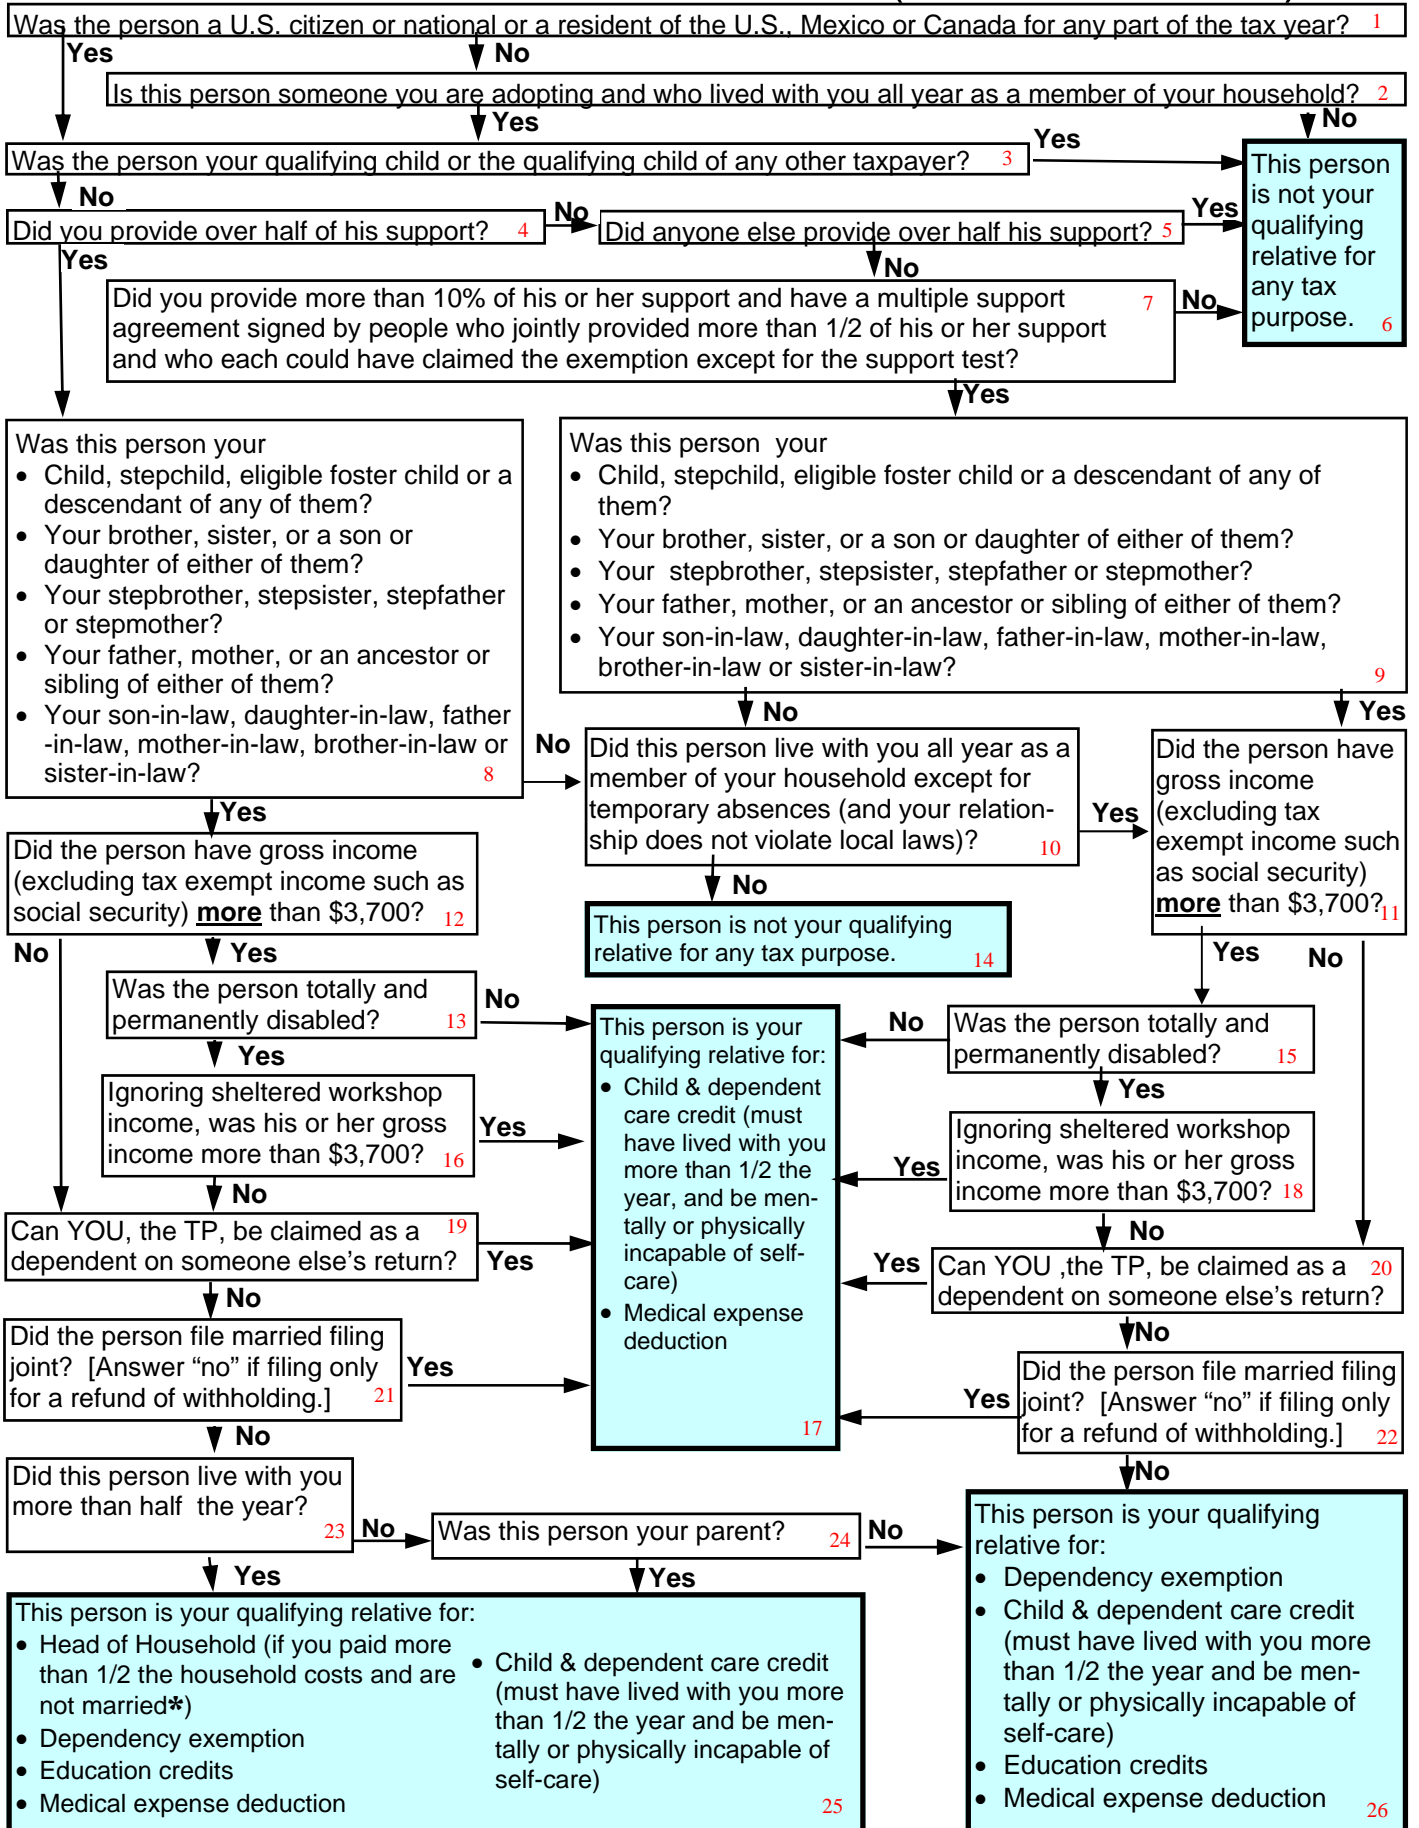 Was the person a U.S. citizen or national or a resident of the U.S., Mexico or Canada for any part of the tax year? 1
Yes
No
Is this person someone you are adopting and who lived with you all year as a member of your household? 2
Yes
No
Was the person your qualifying child or the qualifying child of any other taxpayer? 3
Yes
No
This person
is not your
qualifying
relative for
any tax
purpose. 6
Did you provide over half of his support? 4
No
Did anyone else provide over half his support? 5
Yes
Yes
No
Did you provide more than 10% of his or her support and have a multiple support 7
agreement signed by people who jointly provided more than 1/2 of his or her support
and who each could have claimed the exemption except for the support test?
No
Yes
Was this person your
• Child, stepchild, eligible foster child or a
descendant of any of them?
• Your brother, sister, or a son or
daughter of either of them?
• Your stepbrother, stepsister, stepfather
or stepmother?
• Your father, mother, or an ancestor or
sibling of either of them?
• Your son-in-law, daughter-in-law, father
-in-law, mother-in-law, brother-in-law or
sister-in-law? 8
No
Yes
Was this person your
• Child, stepchild, eligible foster child or a descendant of any of
them?
• Your brother, sister, or a son or daughter of either of them?
• Your stepbrother, stepsister, stepfather or stepmother?
• Your father, mother, or an ancestor or sibling of either of them?
• Your son-in-law, daughter-in-law, father-in-law, mother-in-law,
brother-in-law or sister-in-law? 9
No
Yes
Did this person live with you all year as a
member of your household except for
temporary absences (and your relation-
ship does not violate local laws)? 10
Yes
No
Did the person have
gross income
(excluding tax
exempt income such
as social security)
more than $3,700? 11
Yes
No
Did the person have gross income
(excluding tax exempt income such as
social security) more than $3,700? 12
No
Yes
This person is not your qualifying
relative for any tax purpose. 14
Was the person totally and
permanently disabled? 13
No
Yes
This person is your
qualifying relative for:
• Child & dependent
care credit (must
have lived with you
more than 1/2 the
year, and be men-
tally or physically
incapable of self-
care)
• Medical expense
deduction
17
No
Was the person totally and
permanently disabled? 15
Yes
Ignoring sheltered workshop
income, was his or her gross
income more than $3,700? 16
Yes
No
Yes
Ignoring sheltered workshop
income, was his or her gross
income more than $3,700? 18
No
Can YOU, the TP, be claimed as a 19
dependent on someone else's return?
Yes
No
Yes
Can YOU ,the TP, be claimed as a 20
dependent on someone else's return?
No
Did the person file married filing
joint? [Answer “no” if filing only
for a refund of withholding.] 21
Yes
No
Yes
Did the person file married filing
joint? [Answer “no” if filing only
for a refund of withholding.] 22
No
Did this person live with you
more than half the year?
23
No
Yes
Was this person your parent? 24
No
Yes
This person is your qualifying relative for:
• Head of Household (if you paid more
than 1/2 the household costs and are
not married*)
• Dependency exemption
• Education credits
• Medical expense deduction
• Child & dependent care credit
(must have lived with you more
than 1/2 the year and be men-
tally or physically incapable of
self-care)
25
This person is your qualifying
relative for:
• Dependency exemption
• Child & dependent care credit
(must have lived with you more
than 1/2 the year and be men-
tally or physically incapable of
self-care)
• Education credits
• Medical expense deduction 26